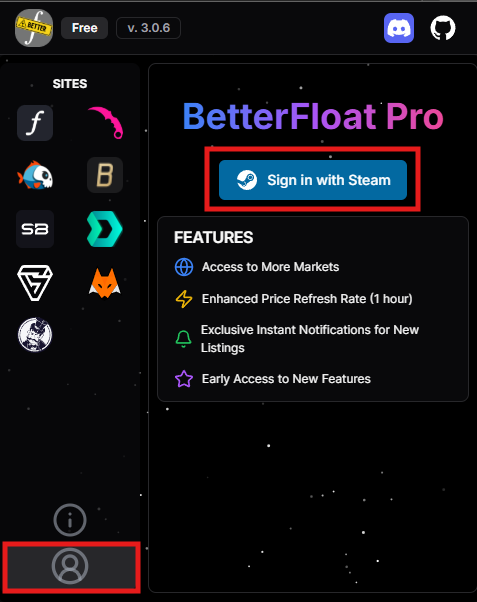 BETTER
Free
v. 3.0.6
SITES
B
SB
BetterFloat Pro
Sign in with Steam
FEATURES
Access to More Markets
Enhanced Price Refresh Rate (1 hour)
Exclusive Instant Notifications for New
Listings
Early Access to New Features